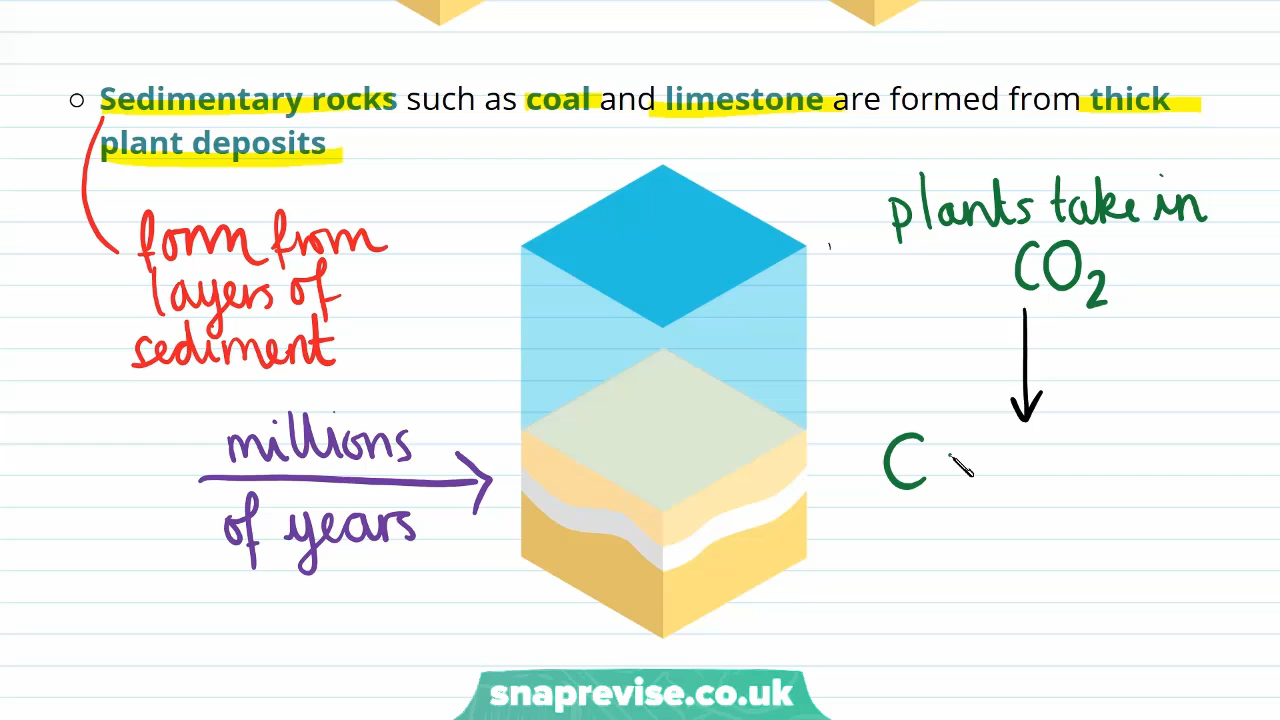 Sedimentary rocks such as coal and limestone are formed from thick
plant deposits
form from
layers of
sediment
millions
of years
plants take in
CO2
C
snaprevise.co.uk